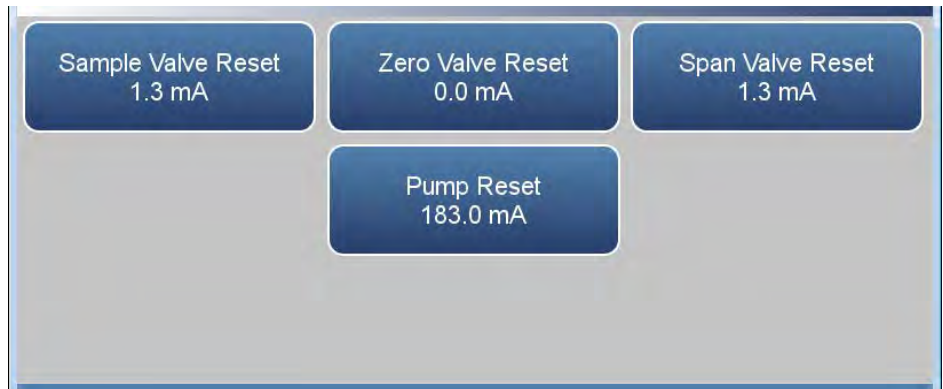 Sample Valve Reset
1.3 mA
Zero Valve Reset
0.0 mA
Span Valve Reset
1.3 mA
Pump Reset
183.0 mA